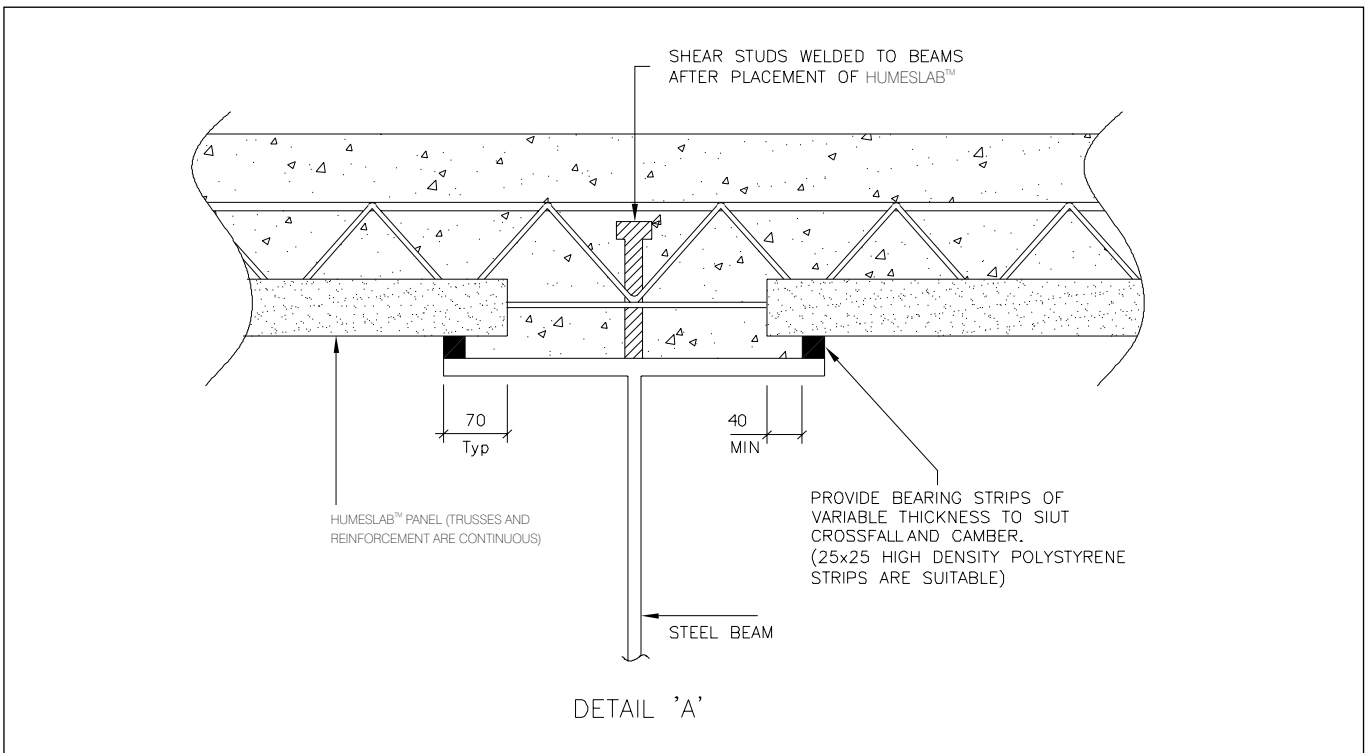 SHEAR STUDS WELDED TO BEAMS
AFTER PLACEMENT OF HUMESLAB™
70
Typ
40
MIN
HUMESLAB™ PANEL (TRUSSES AND
REINFORCEMENT ARE CONTINUOUS)
PROVIDE BEARING STRIPS OF
VARIABLE THICKNESS TO SIUT
CROSSFALL AND CAMBER.
(25x25 HIGH DENSITY POLYSTYRENE
STRIPS ARE SUITABLE)
STEEL BEAM
DETAIL 'A'